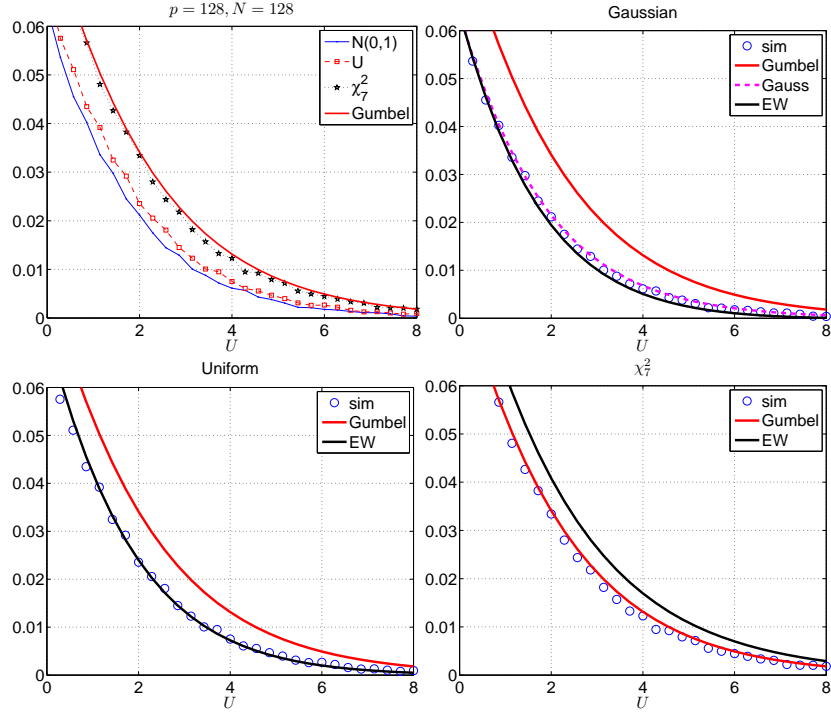 p = 128, N = 128
0.06
0.05
0.04
0.03
0.02
0.01
0
0 2 4 6 8
U
N(0,1)
U
χ²₇
Gumbel
Gaussian
0.06
0.05
0.04
0.03
0.02
0.01
0
0 2 4 6 8
U
sim
Gumbel
Gauss
EW
Uniform
0.06
0.05
0.04
0.03
0.02
0.01
0
0 2 4 6 8
U
sim
Gumbel
EW
χ²₇
0.06
0.05
0.04
0.03
0.02
0.01
0
0 2 4 6 8
U
sim
Gumbel
EW